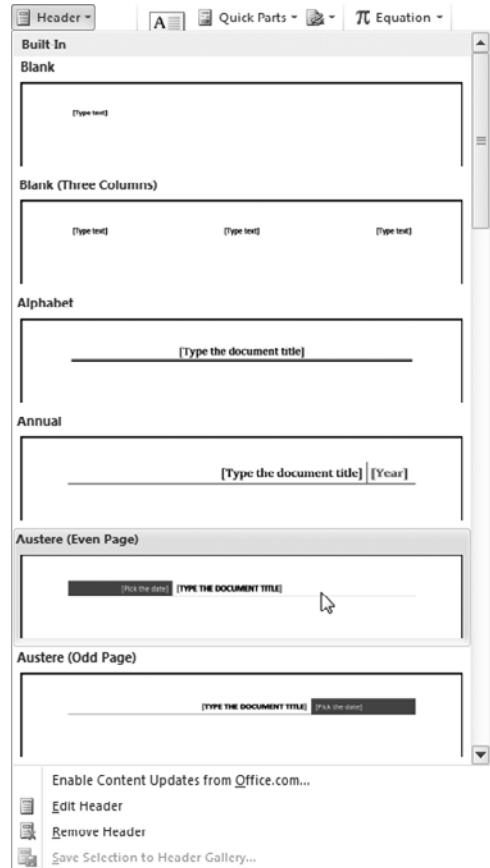 Header A Quick Parts π Equation
Built In
Blank
[Type text]
Blank (Three Columns)
[Type text] [Type text] [Type text]
Alphabet
[Type the document title]
Annual
[Type the document title] [Year]
Austere (Even Page)
[Pick the date] [TYPE THE DOCUMENT TITLE]
Austere (Odd Page)
[TYPE THE DOCUMENT TITLE] [Pick the date]
Enable Content Updates from Office.com...
Edit Header
Remove Header
Save Selection to Header Gallery...